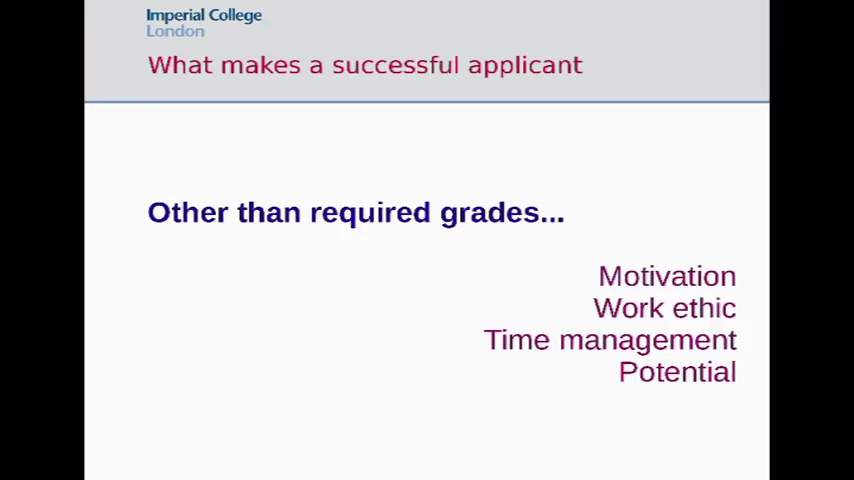 Imperial College
London
What makes a successful applicant
Other than required grades...
Motivation
Work ethic
Time management
Potential